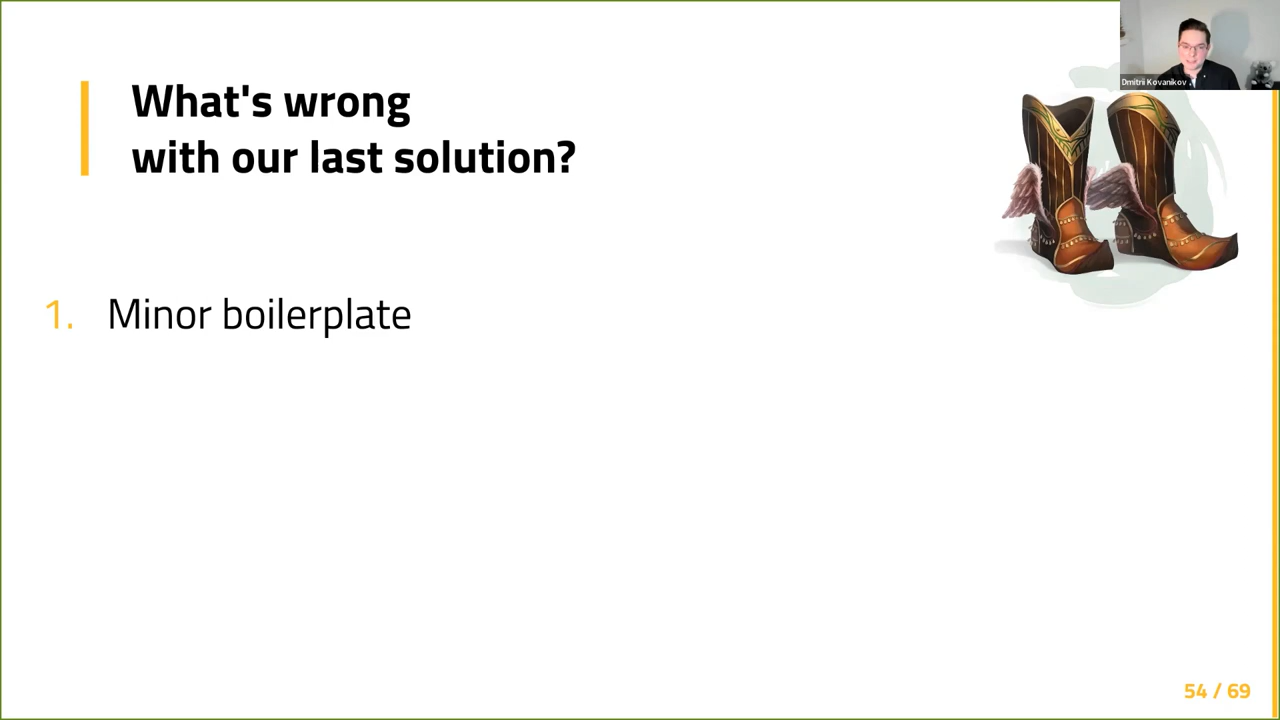 Dmitrii Kovanikov
What's wrong
with our last solution?
1. Minor boilerplate
54 / 69